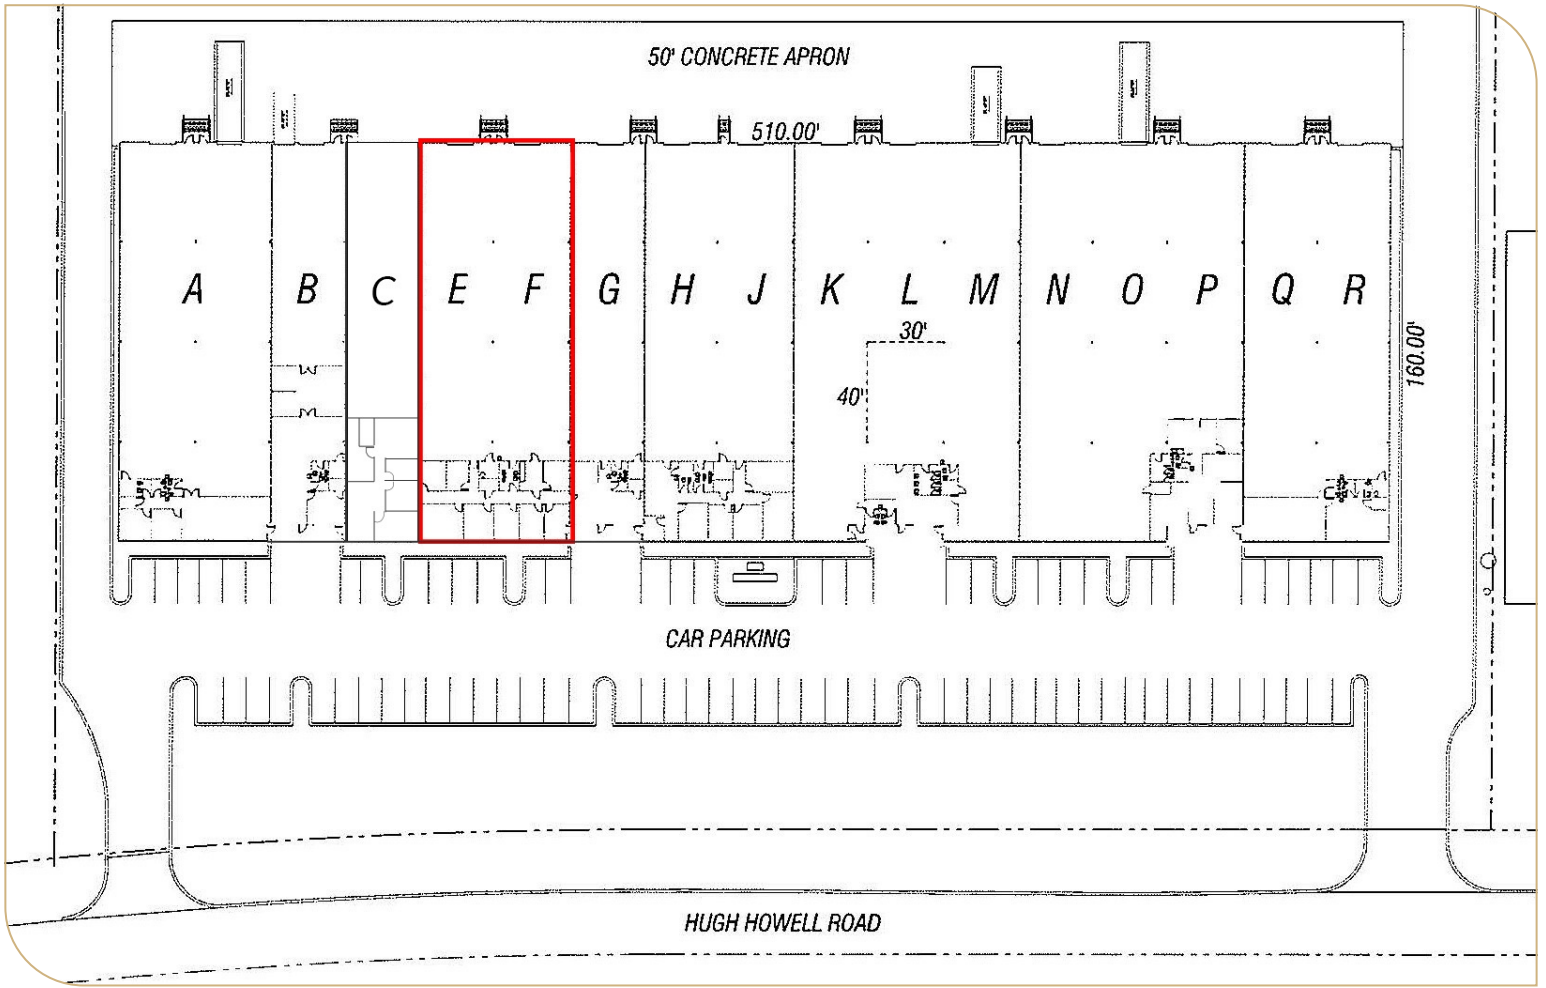 50' CONCRETE APRON
510.00'
A B C E F G H J K L M N O P Q R
30'
40'
160.00'
CAR PARKING
HUGH HOWELL ROAD